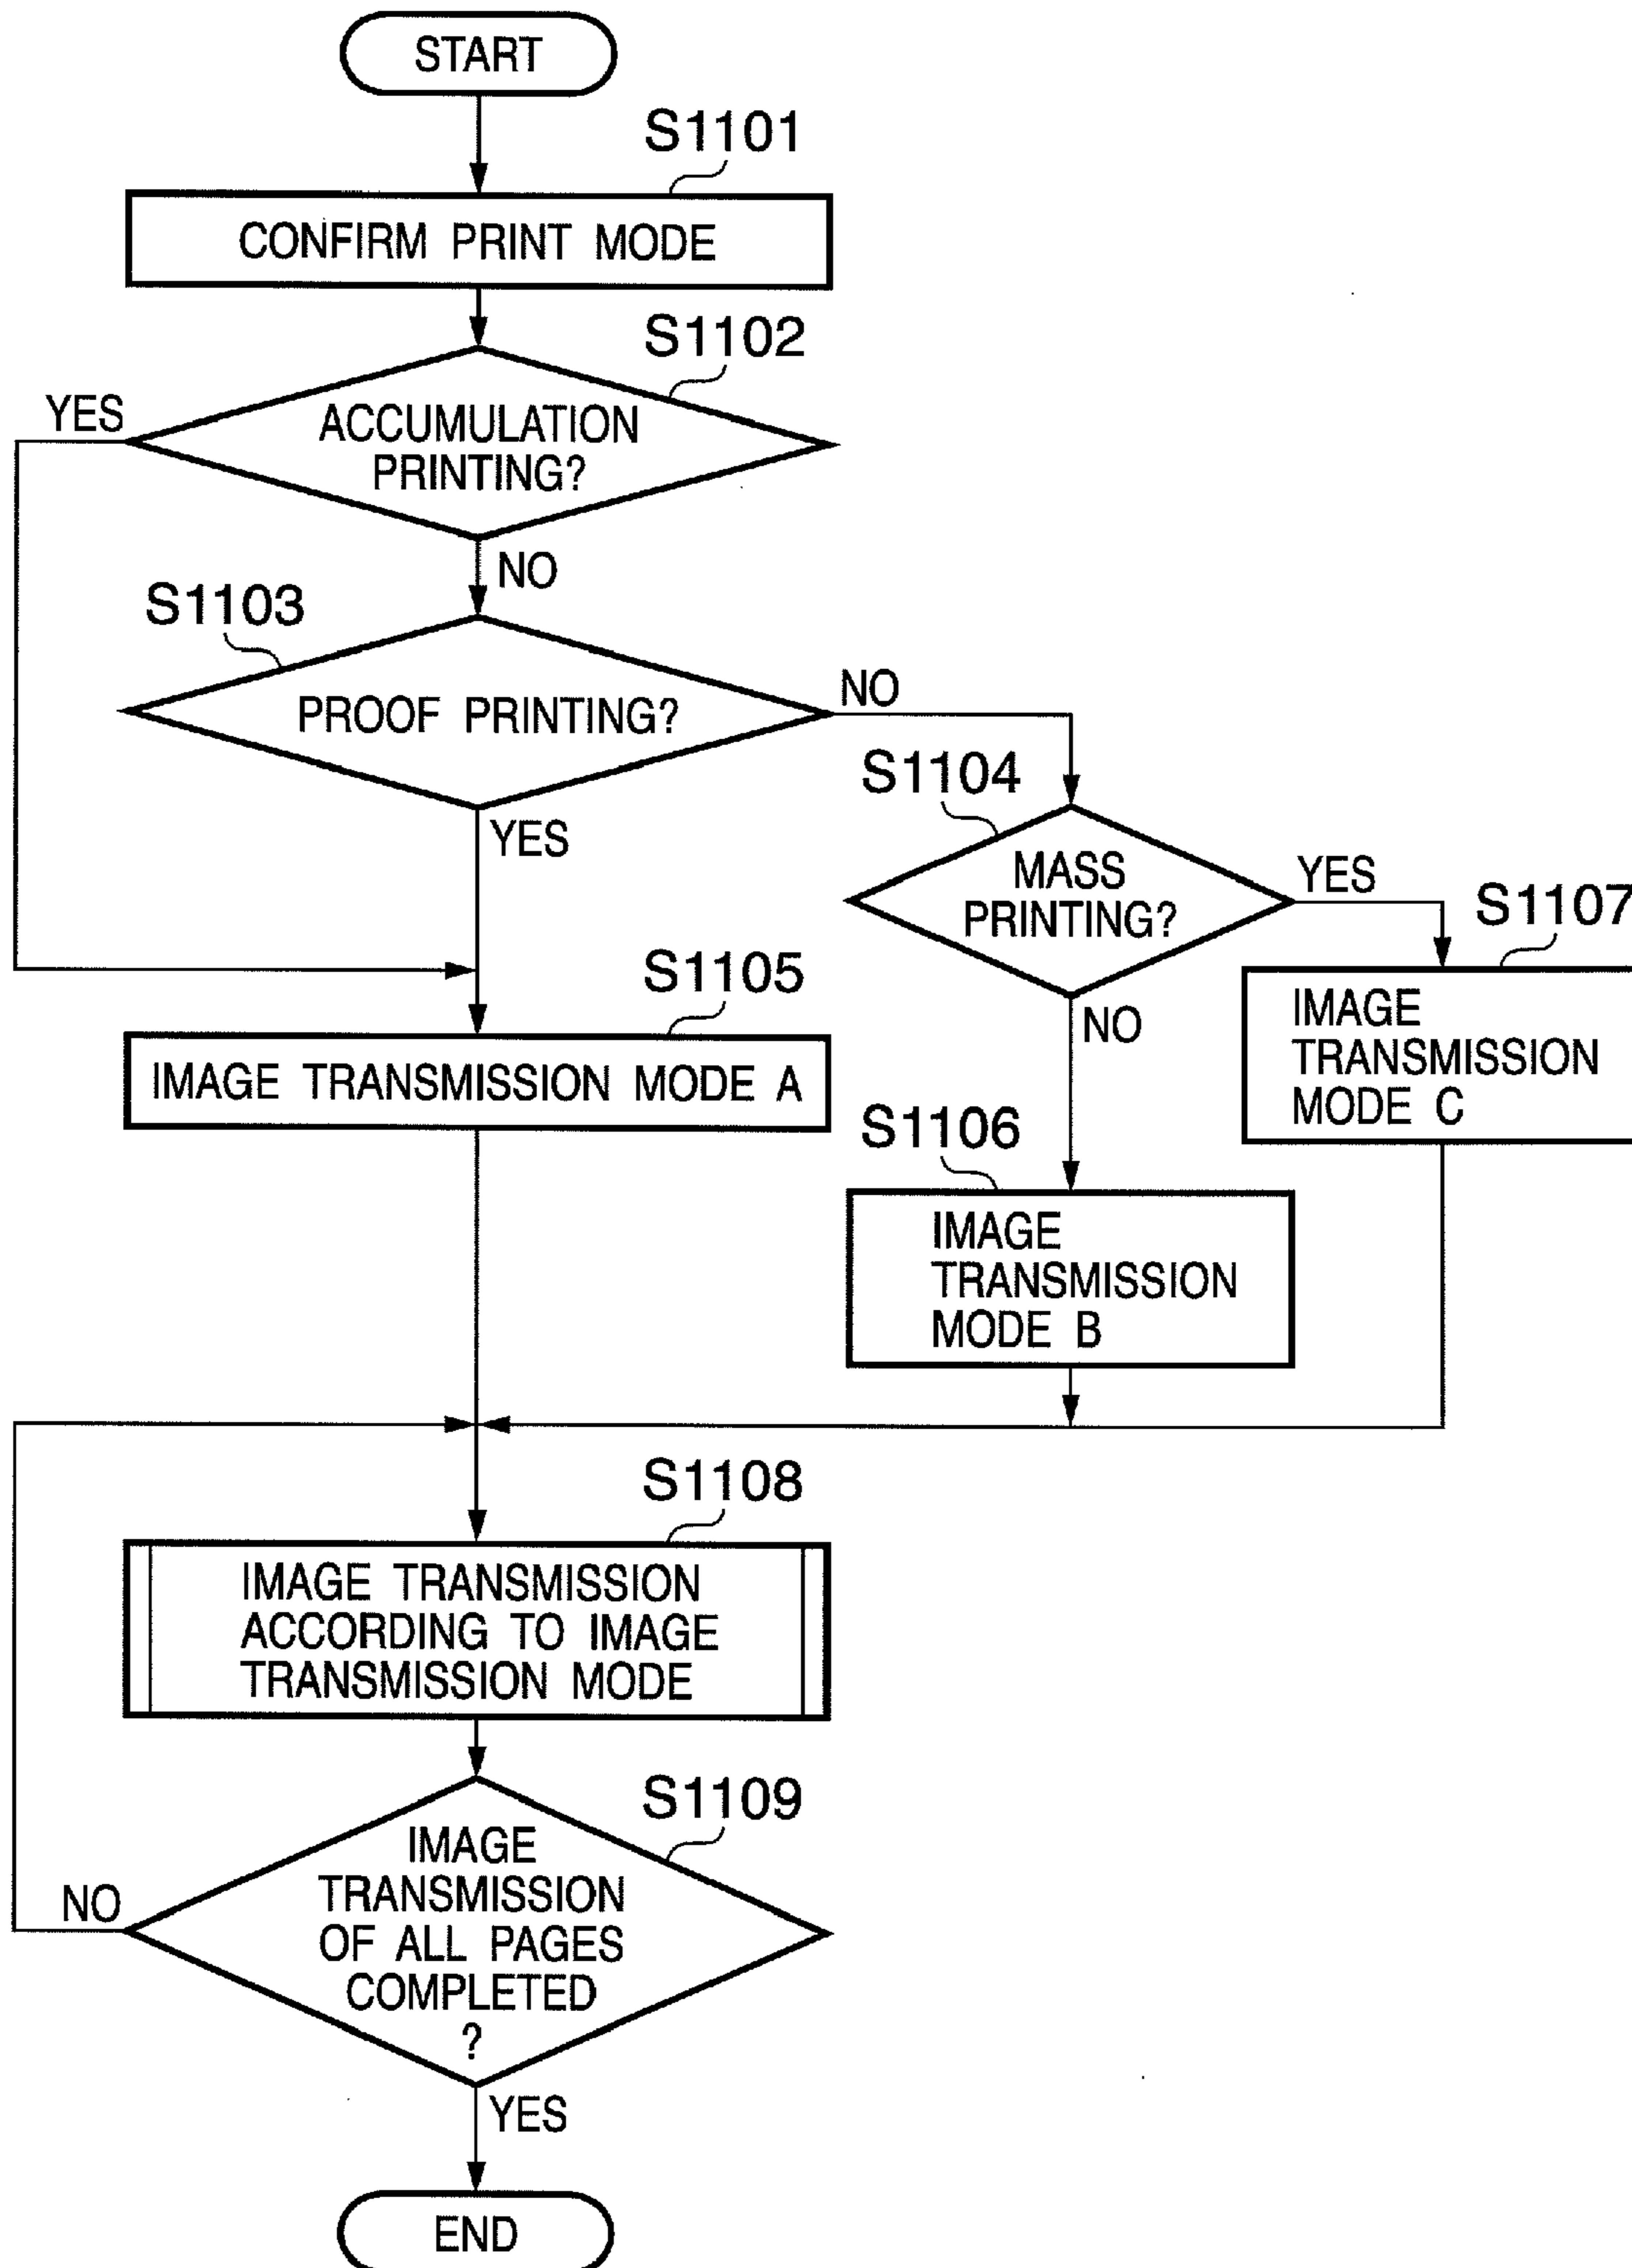 START
S1101
CONFIRM PRINT MODE
S1102
YES
ACCUMULATION
PRINTING?
NO
S1103
PROOF PRINTING?
NO
YES
S1104
MASS
PRINTING?
YES
NO
S1107
IMAGE
TRANSMISSION
MODE C
S1105
IMAGE TRANSMISSION MODE A
S1106
IMAGE
TRANSMISSION
MODE B
S1108
IMAGE TRANSMISSION
ACCORDING TO IMAGE
TRANSMISSION MODE
S1109
IMAGE
TRANSMISSION
OF ALL PAGES
COMPLETED
?
NO
YES
END